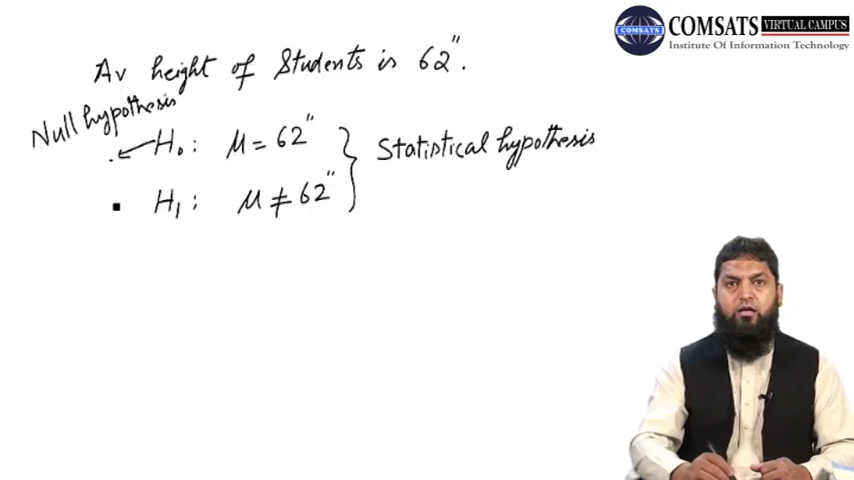 COMSATS VIRTUAL CAMPUS
COMSATS
Institute Of Information Technology
Av height of Students is 62".
Null hypothesis
H₀: μ = 62"
Statistical hypothesis
H₁: μ ≠ 62"